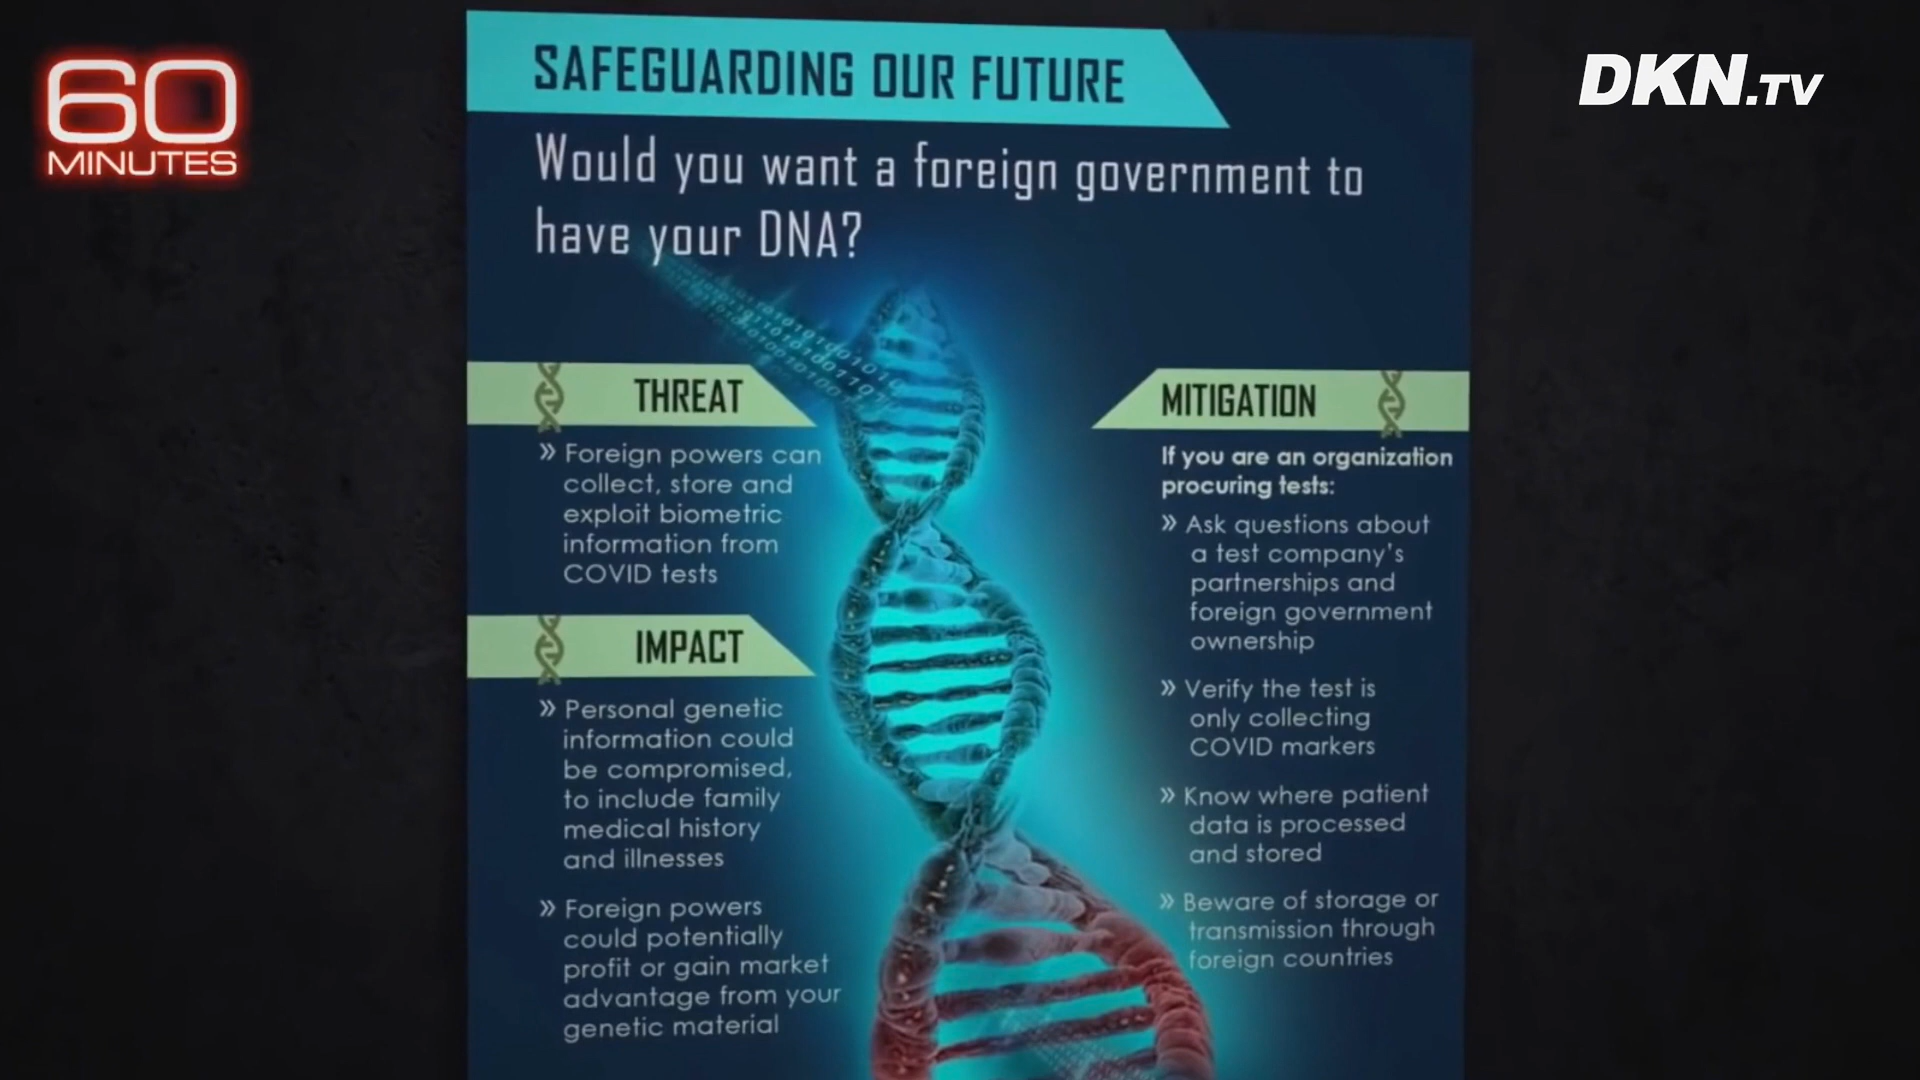 60
MINUTES
DKN.TV
SAFEGUARDING OUR FUTURE
Would you want a foreign government to
have your DNA?
THREAT
» Foreign powers can
collect, store and
exploit biometric
information from
COVID tests
IMPACT
» Personal genetic
information could
be compromised,
to include family
medical history
and illnesses
» Foreign powers
could potentially
profit or gain market
advantage from your
genetic material
MITIGATION
If you are an organization
procuring tests:
» Ask questions about
a test company's
partnerships and
foreign government
ownership
» Verify the test is
only collecting
COVID markers
» Know where patient
data is processed
and stored
» Beware of storage or
transmission through
foreign countries